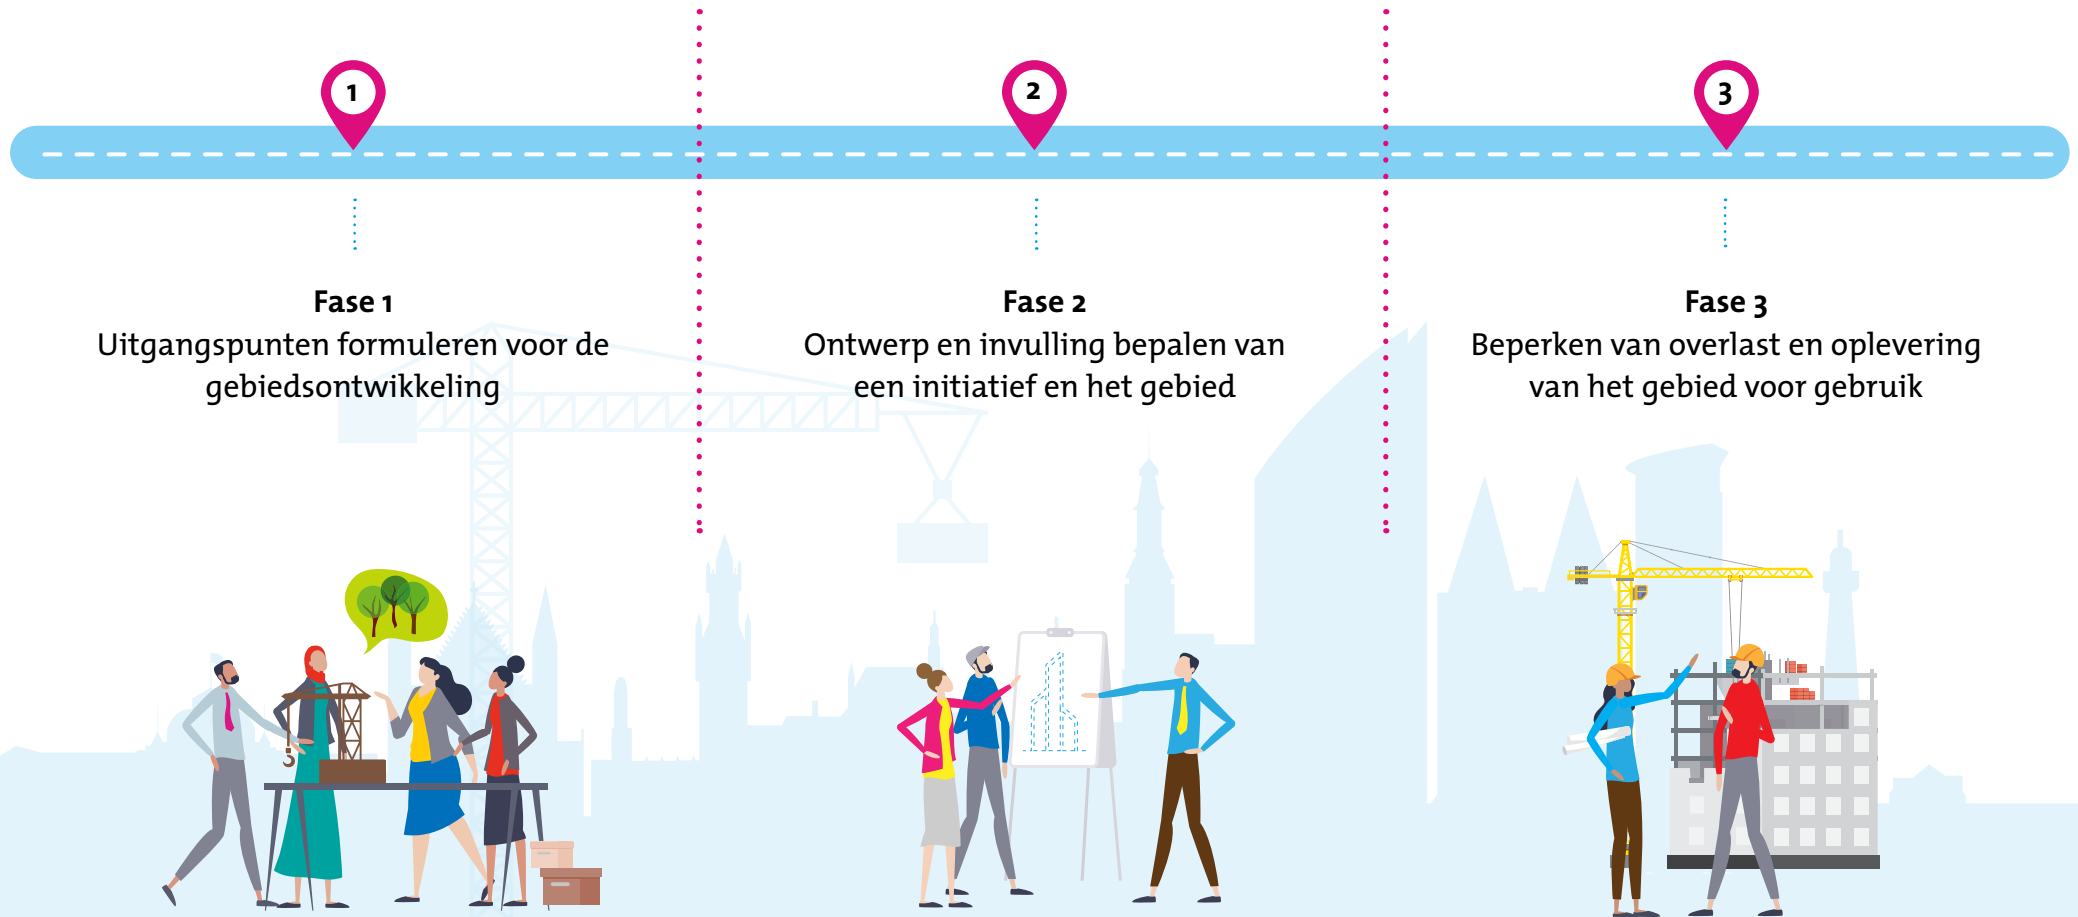 1
2
3
Fase 1
Uitgangspunten formuleren voor de
gebiedsontwikkeling
Fase 2
Ontwerp en invulling bepalen van
een initiatief en het gebied
Fase 3
Beperken van overlast en oplevering
van het gebied voor gebruik